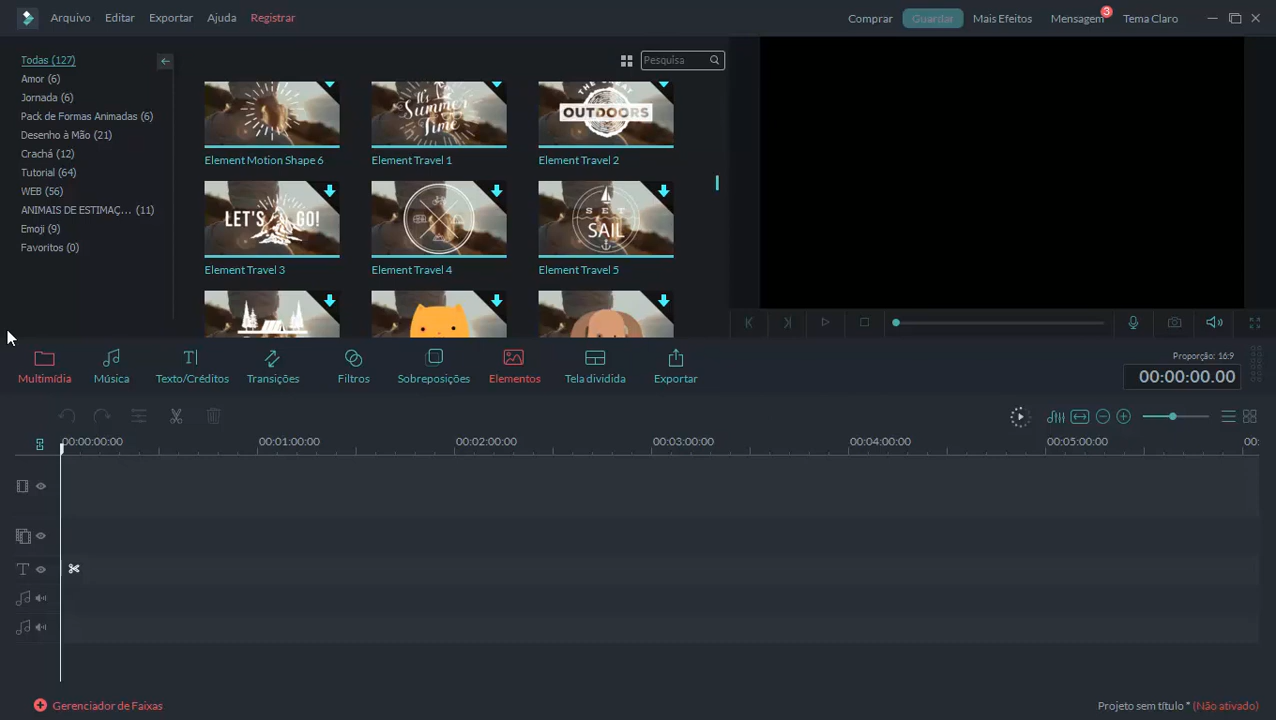 Arquivo Editar Exportar Ajuda Registrar Comprar Guardar Mais Efeitos Mensagem 3 Tema Claro
Todas (127)
Amor (6)
Jornada (6)
Pack de Formas Animadas (6)
Desenho à Mão (21)
Crachá (12)
Tutorial (64)
WEB (56)
ANIMAIS DE ESTIMAÇ... (11)
Emoji (9)
Favoritos (0)
Pesquisa
It's Summer Time
THE GREAT
OUTDOORS
Element Motion Shape 6 Element Travel 1 Element Travel 2
LET'S GO!
SET
SAIL
Element Travel 3 Element Travel 4 Element Travel 5
Multimídia Música Texto/Créditos Transições Filtros Sobreposições Elementos Tela dividida Exportar
Proporção: 16:9
00:00:00.00
00:00:00:00 00:01:00:00 00:02:00:00 00:03:00:00 00:04:00:00 00:05:00:00 00:
Gerenciador de Faixas
Projeto sem título * (Não ativado)